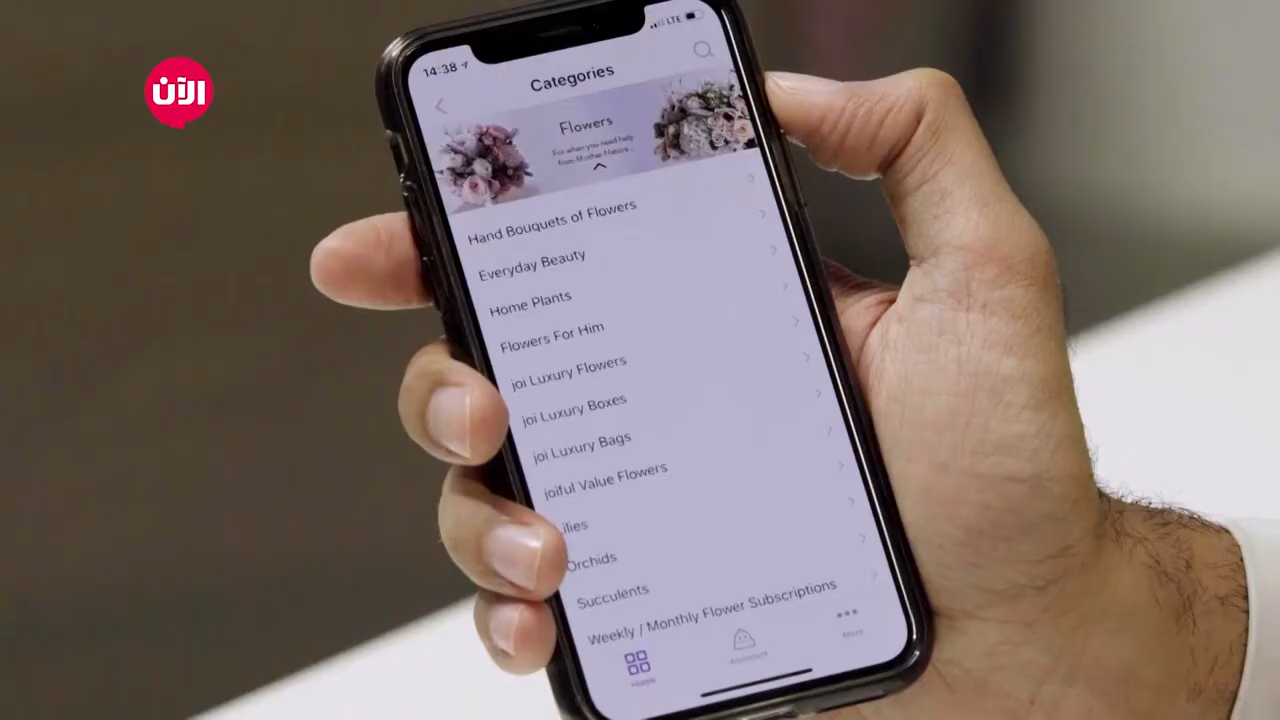 الآن
14:38
LTE
Categories
Flowers
For when you need help
from Mother Nature
Hand Bouquets of Flowers
Everyday Beauty
Home Plants
Flowers For Him
joi Luxury Flowers
joi Luxury Boxes
joi Luxury Bags
joiful Value Flowers
ilies
Orchids
Succulents
Weekly / Monthly Flower Subscriptions
Home
Assistant
More